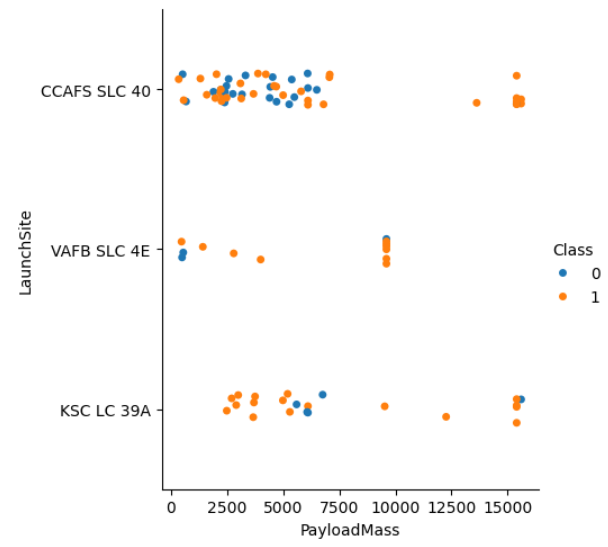 CCAFS SLC 40
VAFB SLC 4E
KSC LC 39A
LaunchSite
0
2500
5000
7500
10000
12500
15000
PayloadMass
Class
0
1